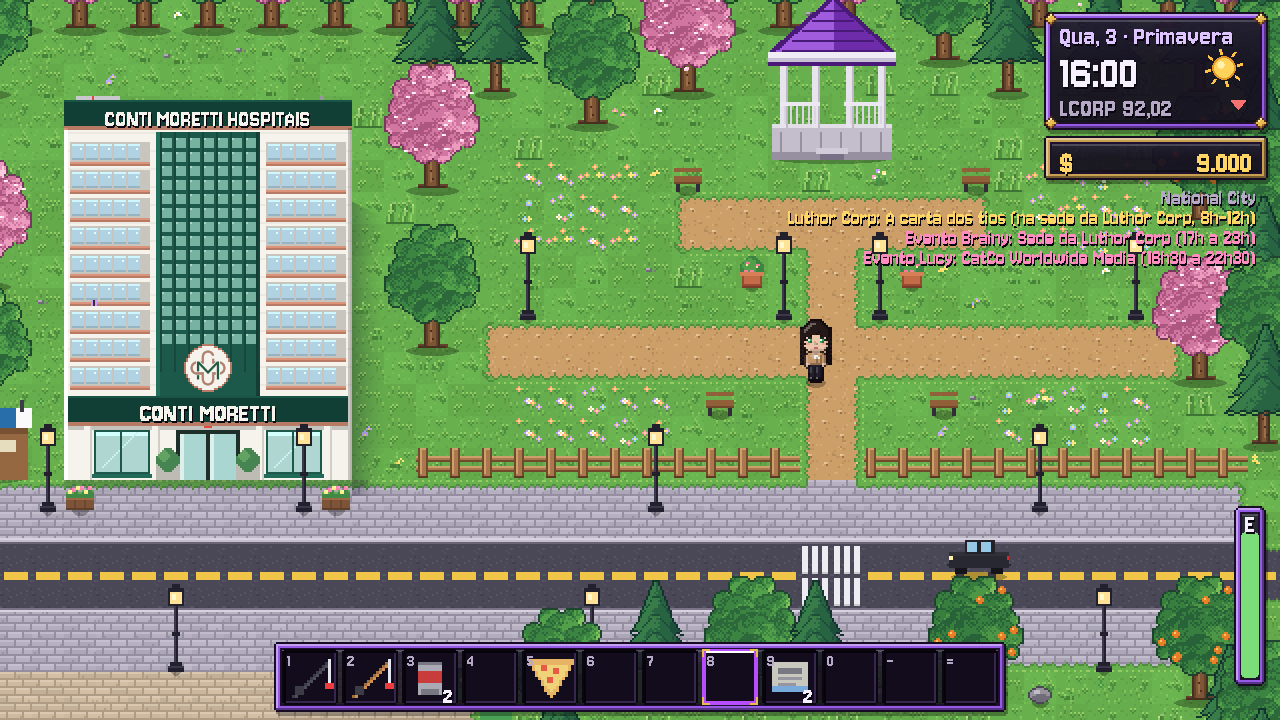 CONTI MORETTI HOSPITAIS
CONTI MORETTI
CM
Qua, 3 · Primavera
16:00
LCORP 92,02
$ 9.000
National City
Luthor Corp: A carta dos tios (na sede da Luthor Corp, 8h-12h)
Evento Brainy: Sede da Luthor Corp (17h a 23h)
Evento Lucy: CatCo Worldwide Media (18h30 a 22h30)
E
1 2 3 4 5 6 7 8 9 0 - =
2 2